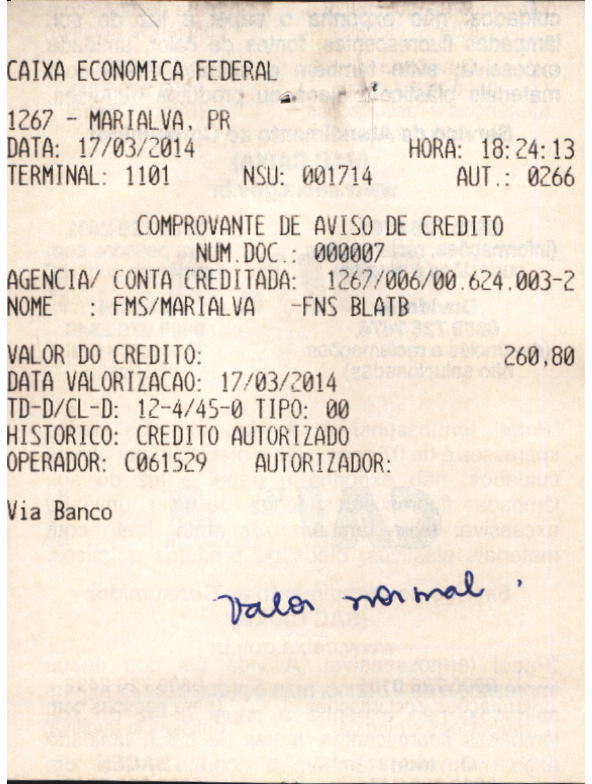 CAIXA ECONOMICA FEDERAL
1267 - MARIALVA, PR
DATA: 17/03/2014 HORA: 18:24:13
TERMINAL: 1101 NSU: 001714 AUT.: 0266
COMPROVANTE DE AVISO DE CREDITO
NUM.DOC.: 000007
AGENCIA/ CONTA CREDITADA: 1267/006/00.624.003-2
NOME : FMS/MARIALVA -FNS BLATB
VALOR DO CREDITO: 260,80
DATA VALORIZACAO: 17/03/2014
TD-D/CL-D: 12-4/45-0 TIPO: 00
HISTORICO: CREDITO AUTORIZADO
OPERADOR: C061529 AUTORIZADOR:
Via Banco
Valor normal.